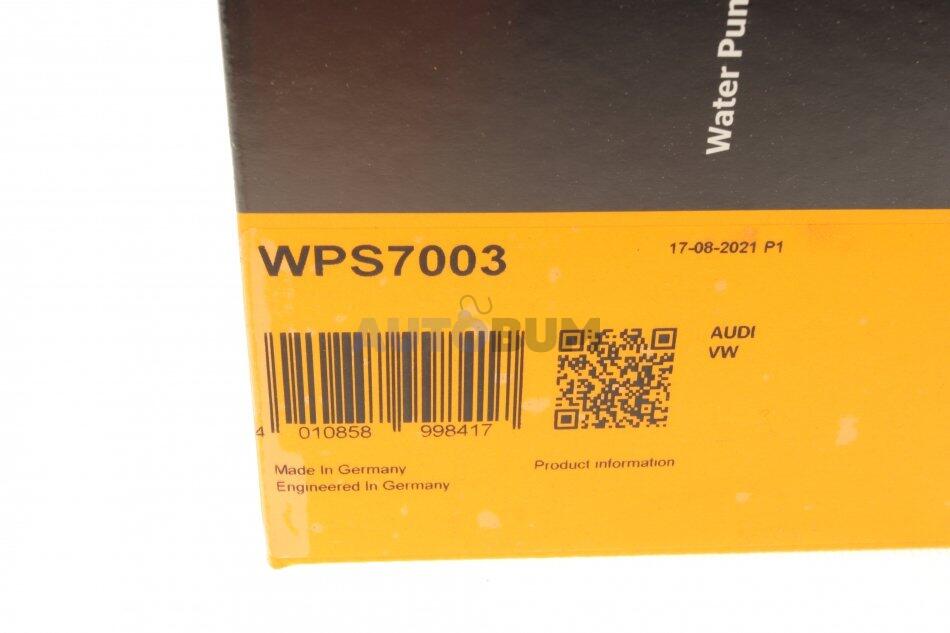 Water Pum
WPS7003
17-08-2021 P1
AUTOBUM
AUDI
VW
4 010858 998417
Product information
Made In Germany
Engineered In Germany